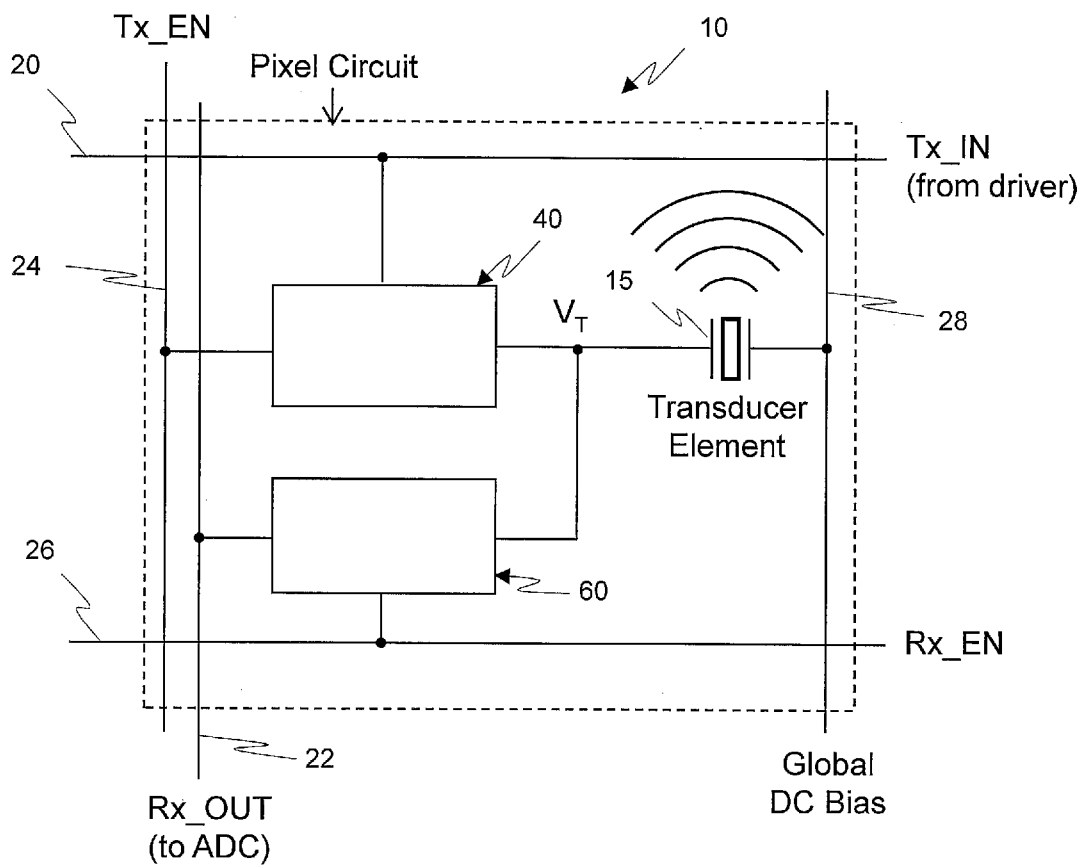 Tx_EN
10
20
Pixel Circuit
Tx_IN
(from driver)
40
24
15
V_T
28
Transducer
Element
26
60
Rx_EN
22
Global
DC Bias
Rx_OUT
(to ADC)